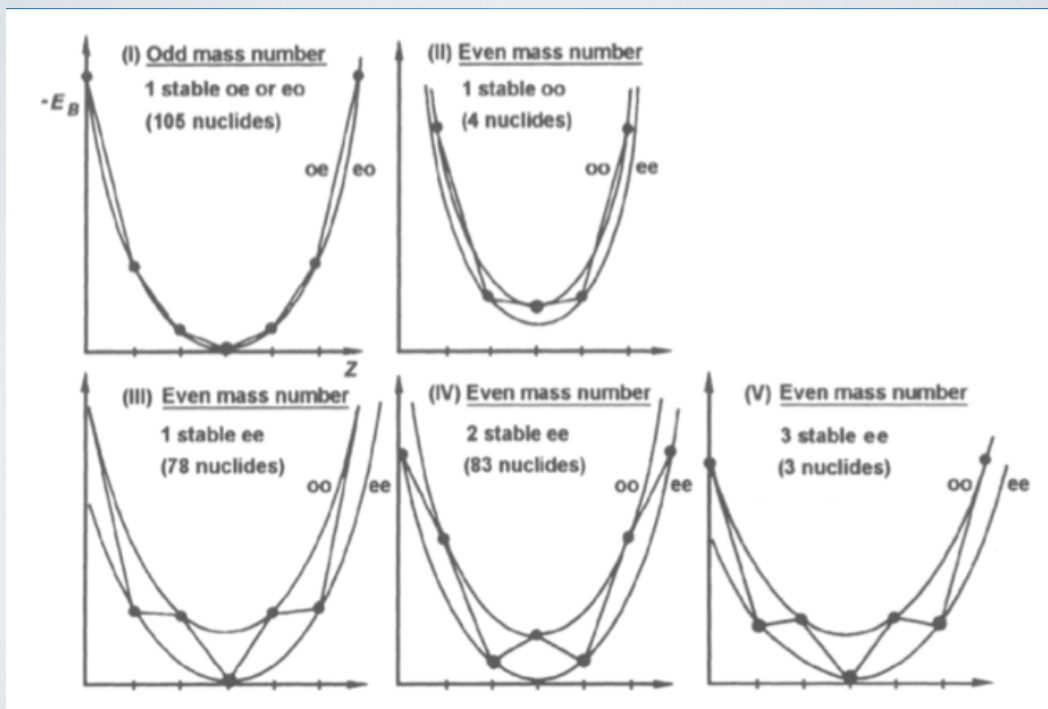 (I) Odd mass number
1 stable oe or eo
(105 nuclides)
-E_B
oe eo
Z
(II) Even mass number
1 stable oo
(4 nuclides)
oo ee
(III) Even mass number
1 stable ee
(78 nuclides)
oo ee
(IV) Even mass number
2 stable ee
(83 nuclides)
oo ee
(V) Even mass number
3 stable ee
(3 nuclides)
oo ee